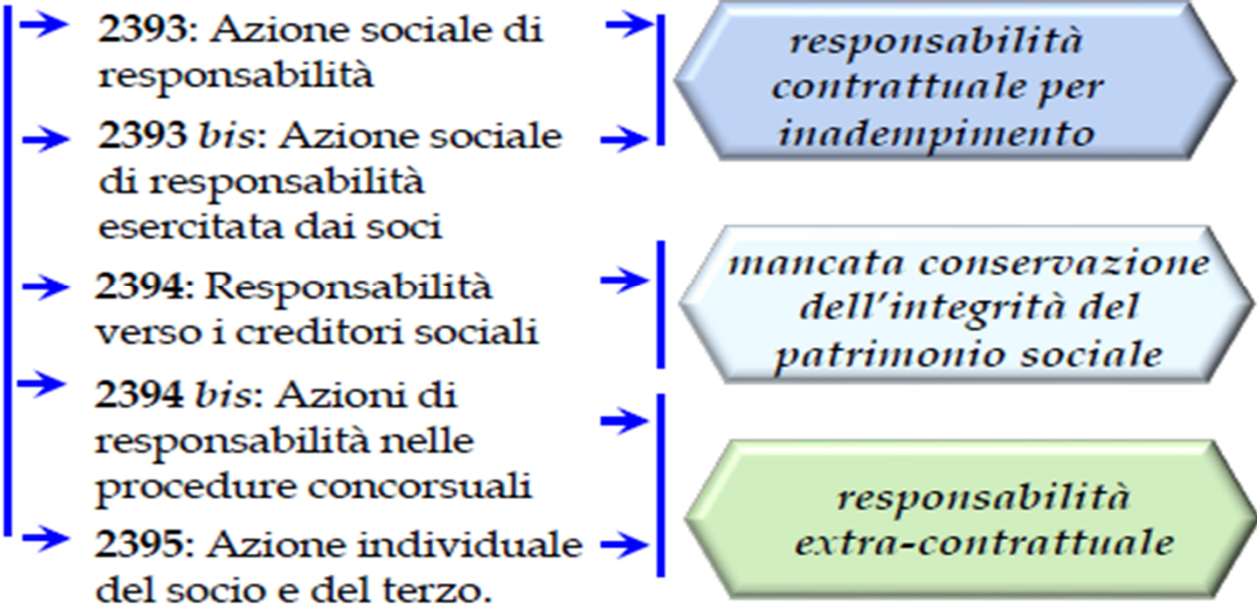 2393: Azione sociale di
responsabilità
2393 bis: Azione sociale
di responsabilità
esercitata dai soci
2394: Responsabilità
verso i creditori sociali
2394 bis: Azioni di
responsabilità nelle
procedure concorsuali
2395: Azione individuale
del socio e del terzo.
responsabilità
contrattuale per
inadempimento
mancata conservazione
dell'integrità del
patrimonio sociale
responsabilità
extra-contrattuale